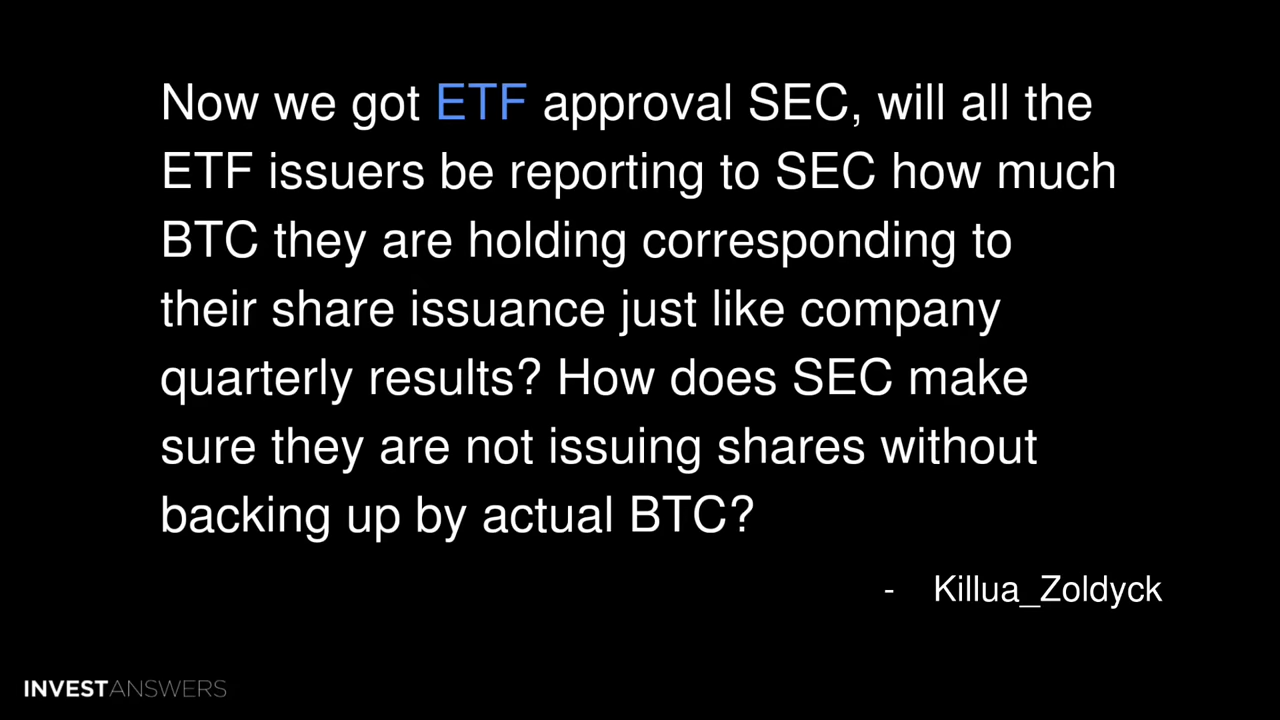 Now we got ETF approval SEC, will all the
ETF issuers be reporting to SEC how much
BTC they are holding corresponding to
their share issuance just like company
quarterly results? How does SEC make
sure they are not issuing shares without
backing up by actual BTC?
- Killua_Zoldyck
INVESTANSWERS